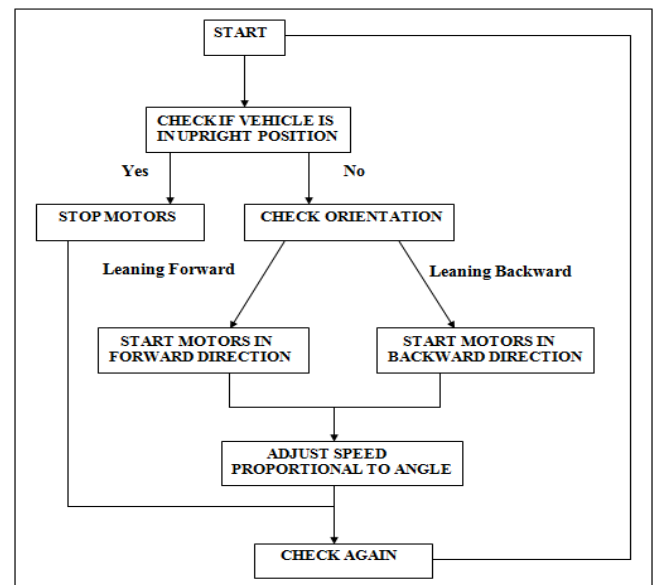 START
CHECK IF VEHICLE IS
IN UPRIGHT POSITION
Yes
No
STOP MOTORS
CHECK ORIENTATION
Leaning Forward
Leaning Backward
START MOTORS IN
FORWARD DIRECTION
START MOTORS IN
BACKWARD DIRECTION
ADJUST SPEED
PROPORTIONAL TO ANGLE
CHECK AGAIN